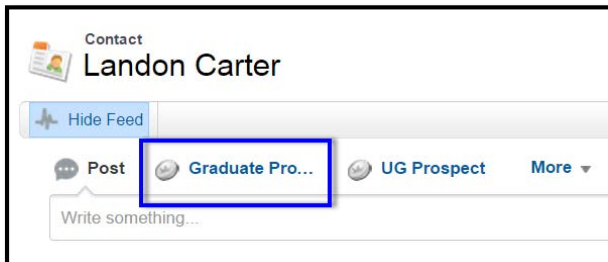 Contact
Landon Carter
Hide Feed
Post Graduate Pro... UG Prospect More
Write something...